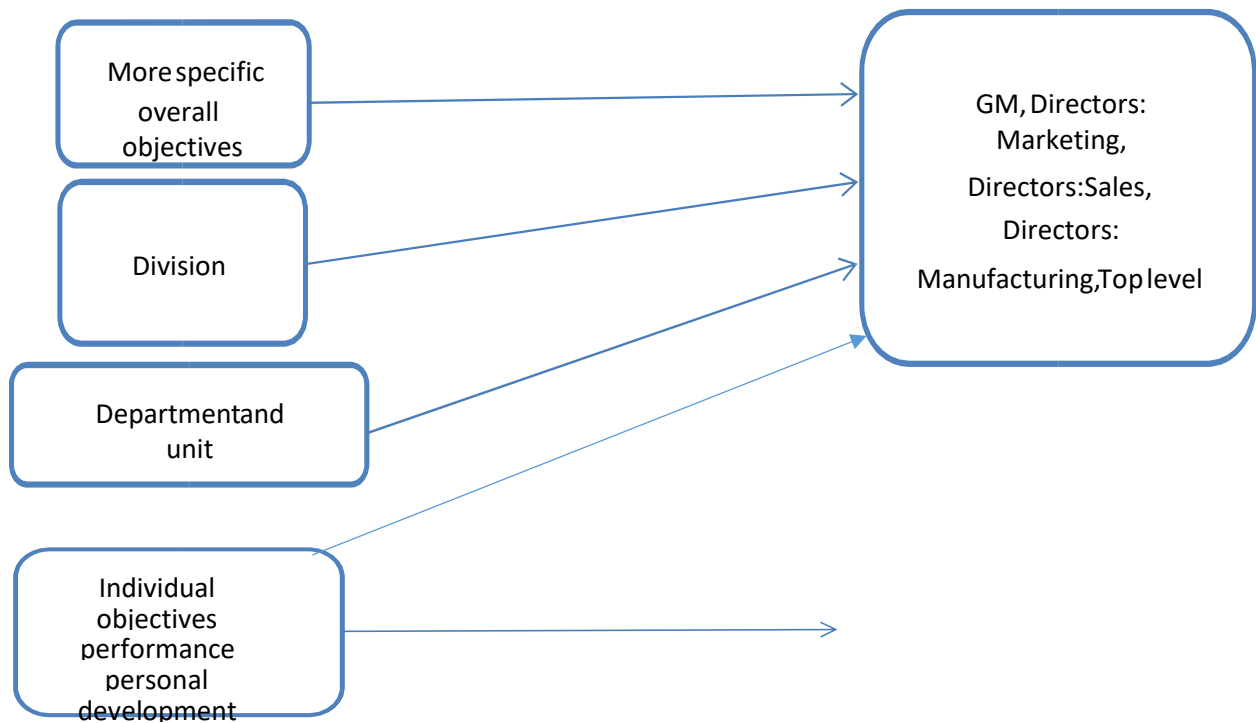 More specific
overall
objectives
Division
Departmentand
unit
Individual
objectives
performance
personal
development
GM, Directors:
Marketing,
Directors:Sales,
Directors:
Manufacturing,Top level